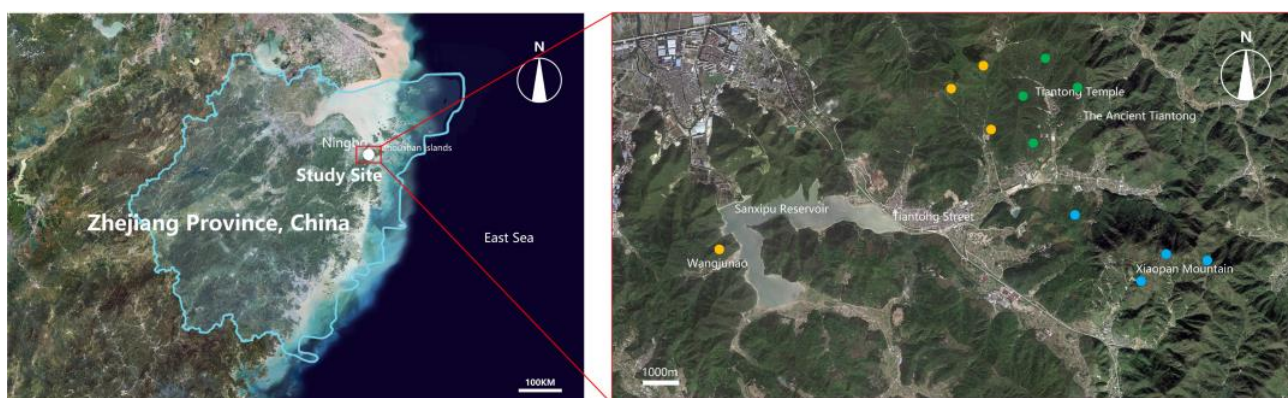 N
Ningbo
Zhoushan Islands
Study Site
Zhejiang Province, China
East Sea
100KM
N
Tiantong Temple
The Ancient Tiantong
Sanxipu Reservoir
Tiantong Street
Wangjunao
Xiaopan Mountain
1000m